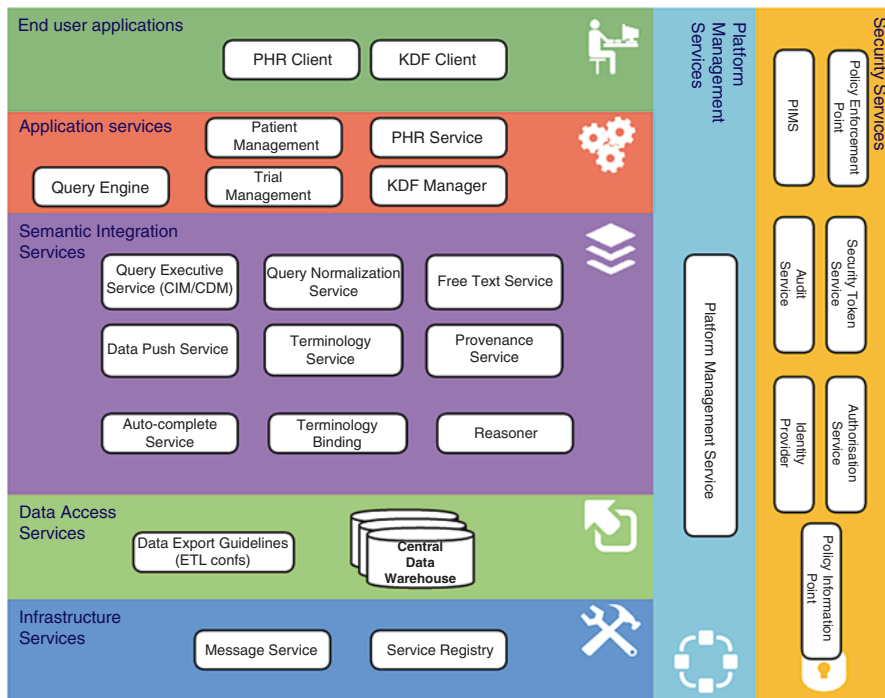 End user applications
PHR Client
KDF Client
Application services
Patient
Management
PHR Service
Query Engine
Trial
Management
KDF Manager
Semantic Integration
Services
Query Executive
Service (CIM/CDM)
Query Normalization
Service
Free Text Service
Data Push Service
Terminology
Service
Provenance
Service
Auto-complete
Service
Terminology
Binding
Reasoner
Data Access
Services
Data Export Guidelines
(ETL confs)
Central
Data
Warehouse
Infrastructure
Services
Message Service
Service Registry
Platform
Management
Services
Platform Management Service
Security Services
PIMS
Policy Enforcement
Point
Audit
Service
Security Token
Service
Identity
Provider
Authorisation
Service
Policy Information
Point